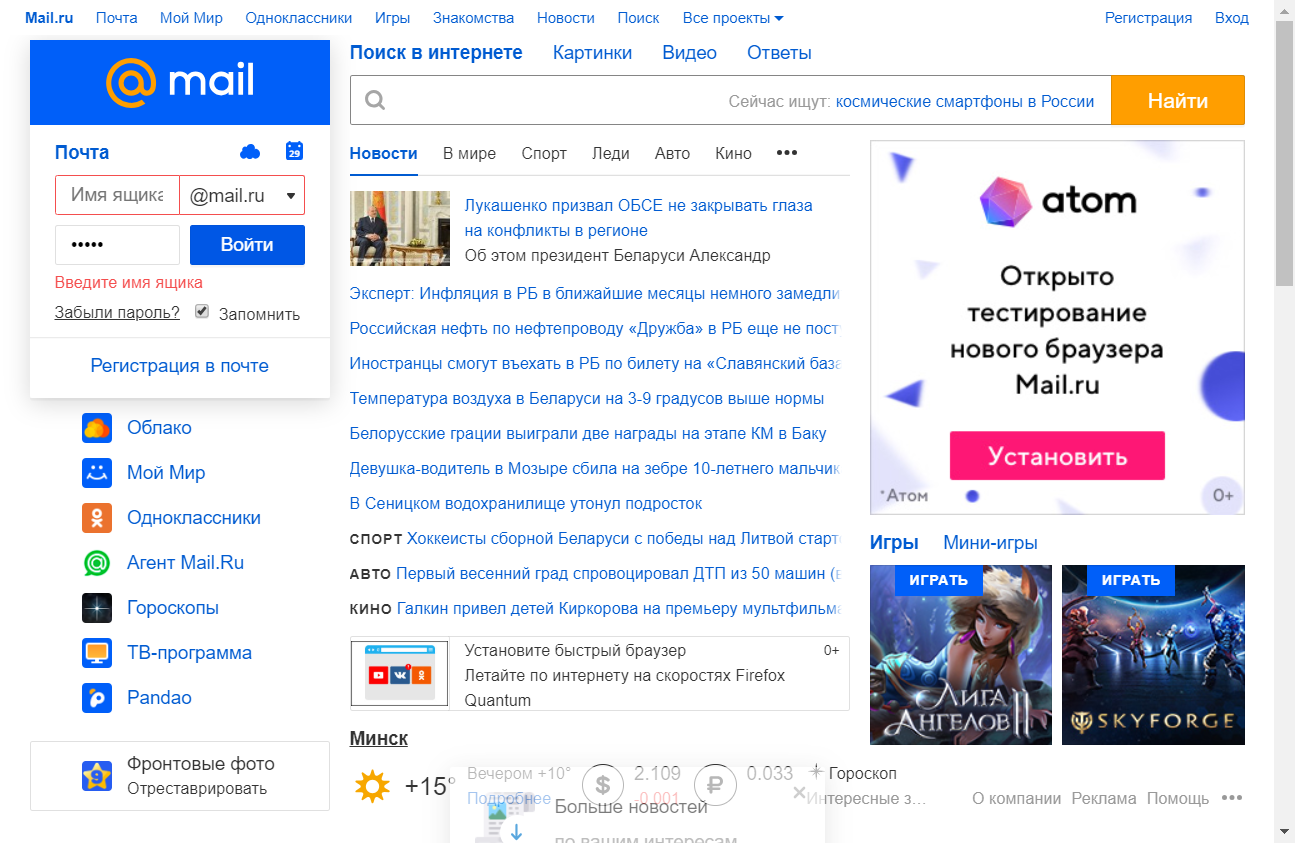 Mail.ru Почта Мой Мир Одноклассники Игры Знакомства Новости Поиск Все проекты Регистрация Вход
mail
Почта
29
Имя ящика @mail.ru
Войти
Введите имя ящика
Забыли пароль? Запомнить
Регистрация в почте
Облако
Мой Мир
Одноклассники
Агент Mail.Ru
Гороскопы
ТВ-программа
Pandao
9
Фронтовые фото
Отреставрировать
Поиск в интернете Картинки Видео Ответы
Сейчас ищут: космические смартфоны в России Найти
Новости В мире Спорт Леди Авто Кино •••
Лукашенко призвал ОБСЕ не закрывать глаза
на конфликты в регионе
Об этом президент Беларуси Александр
Эксперт: Инфляция в РБ в ближайшие месяцы немного замедли
Российская нефть по нефтепроводу «Дружба» в РБ еще не пост
Иностранцы смогут въехать в РБ по билету на «Славянский база
Температура воздуха в Беларуси на 3-9 градусов выше нормы
Белорусские грации выиграли две награды на этапе КМ в Баку
Девушка-водитель в Мозыре сбила на зебре 10-летнего мальчик
В Сеницком водохранилище утонул подросток
СПОРТ Хоккеисты сборной Беларуси с победы над Литвой старт
АВТО Первый весенний град спровоцировал ДТП из 50 машин (в
КИНО Галкин привел детей Киркорова на премьеру мультфильма
Установите быстрый браузер 0+
Летайте по интернету на скоростях Firefox
Quantum
Минск
+15° Вечером +10° $ 2.109 ₽ 0.033 Гороскоп
Подробнее -0.001 Интересные з...
Больше новостей
по вашим интересам
atom
Открыто
тестирование
нового браузера
Mail.ru
Установить
*Атом 0+
Игры Мини-игры
ИГРАТЬ
ЛИГА
АНГЕЛОВ II
ИГРАТЬ
SKYFORGE
О компании Реклама Помощь •••